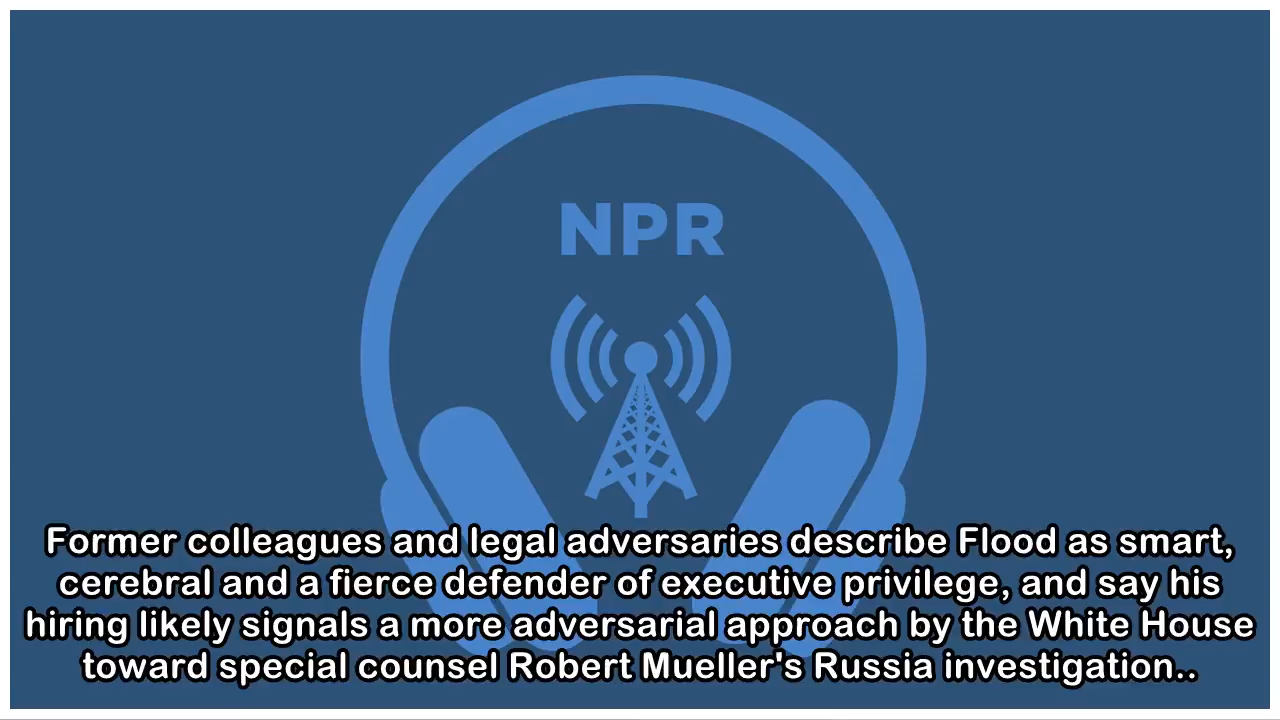 NPR
Former colleagues and legal adversaries describe Flood as smart,
cerebral and a fierce defender of executive privilege, and say his
hiring likely signals a more adversarial approach by the White House
toward special counsel Robert Mueller's Russia investigation..